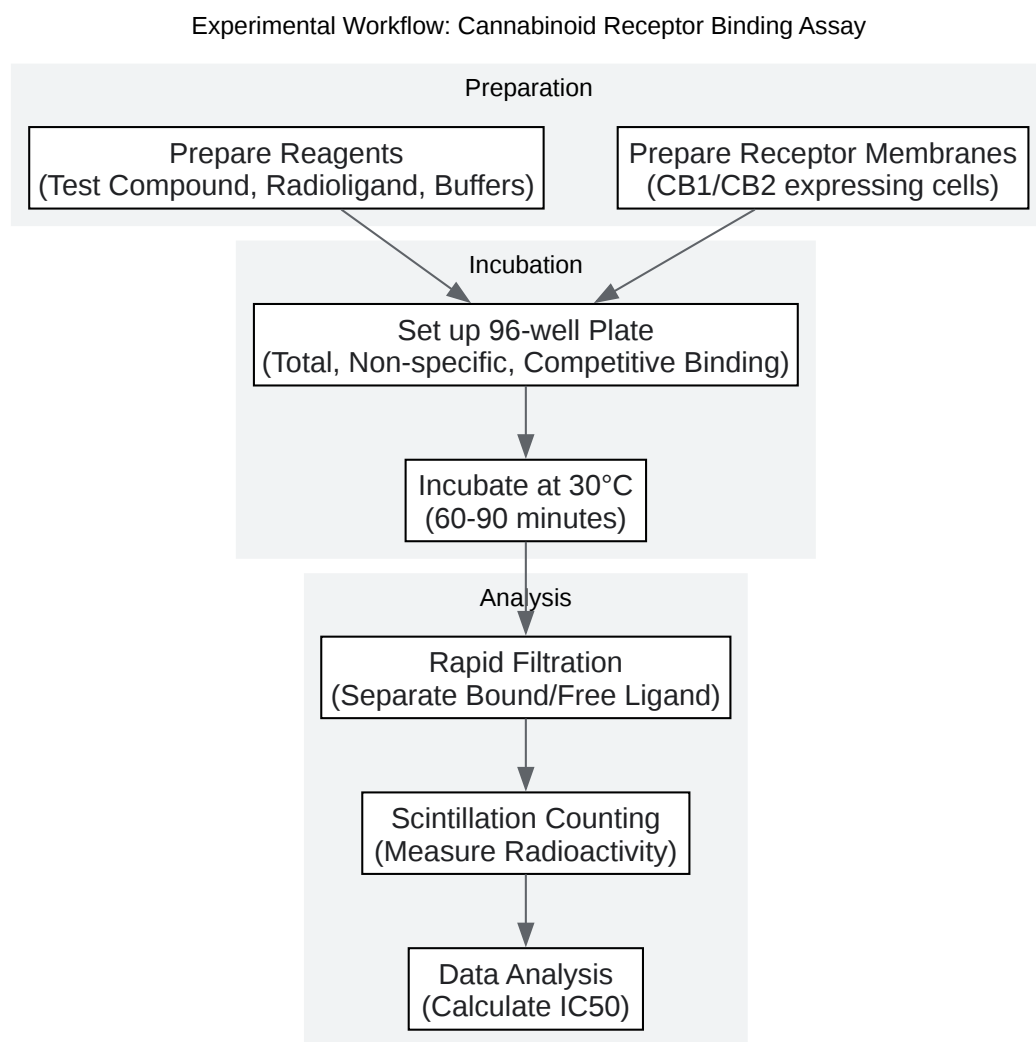 Experimental Workflow: Cannabinoid Receptor Binding Assay
Preparation
Prepare Reagents
(Test Compound, Radioligand, Buffers)
Prepare Receptor Membranes
(CB1/CB2 expressing cells)
Incubation
Set up 96-well Plate
(Total, Non-specific, Competitive Binding)
Incubate at 30°C
(60-90 minutes)
Analysis
Rapid Filtration
(Separate Bound/Free Ligand)
Scintillation Counting
(Measure Radioactivity)
Data Analysis
(Calculate IC50)